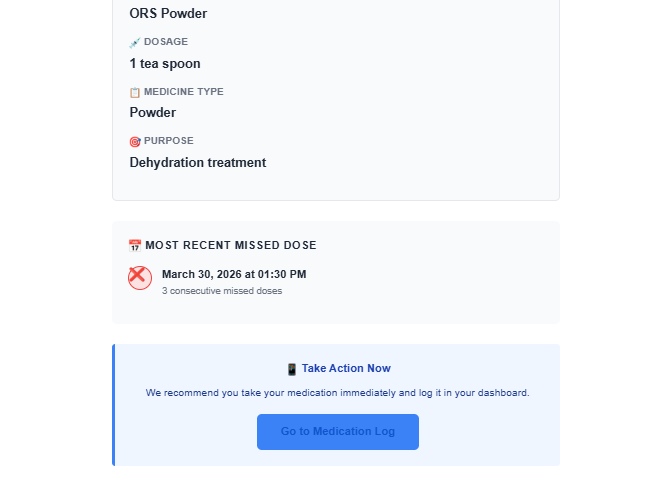 ORS Powder
DOSAGE
1 tea spoon
MEDICINE TYPE
Powder
PURPOSE
Dehydration treatment
MOST RECENT MISSED DOSE
March 30, 2026 at 01:30 PM
3 consecutive missed doses
Take Action Now
We recommend you take your medication immediately and log it in your dashboard.
Go to Medication Log